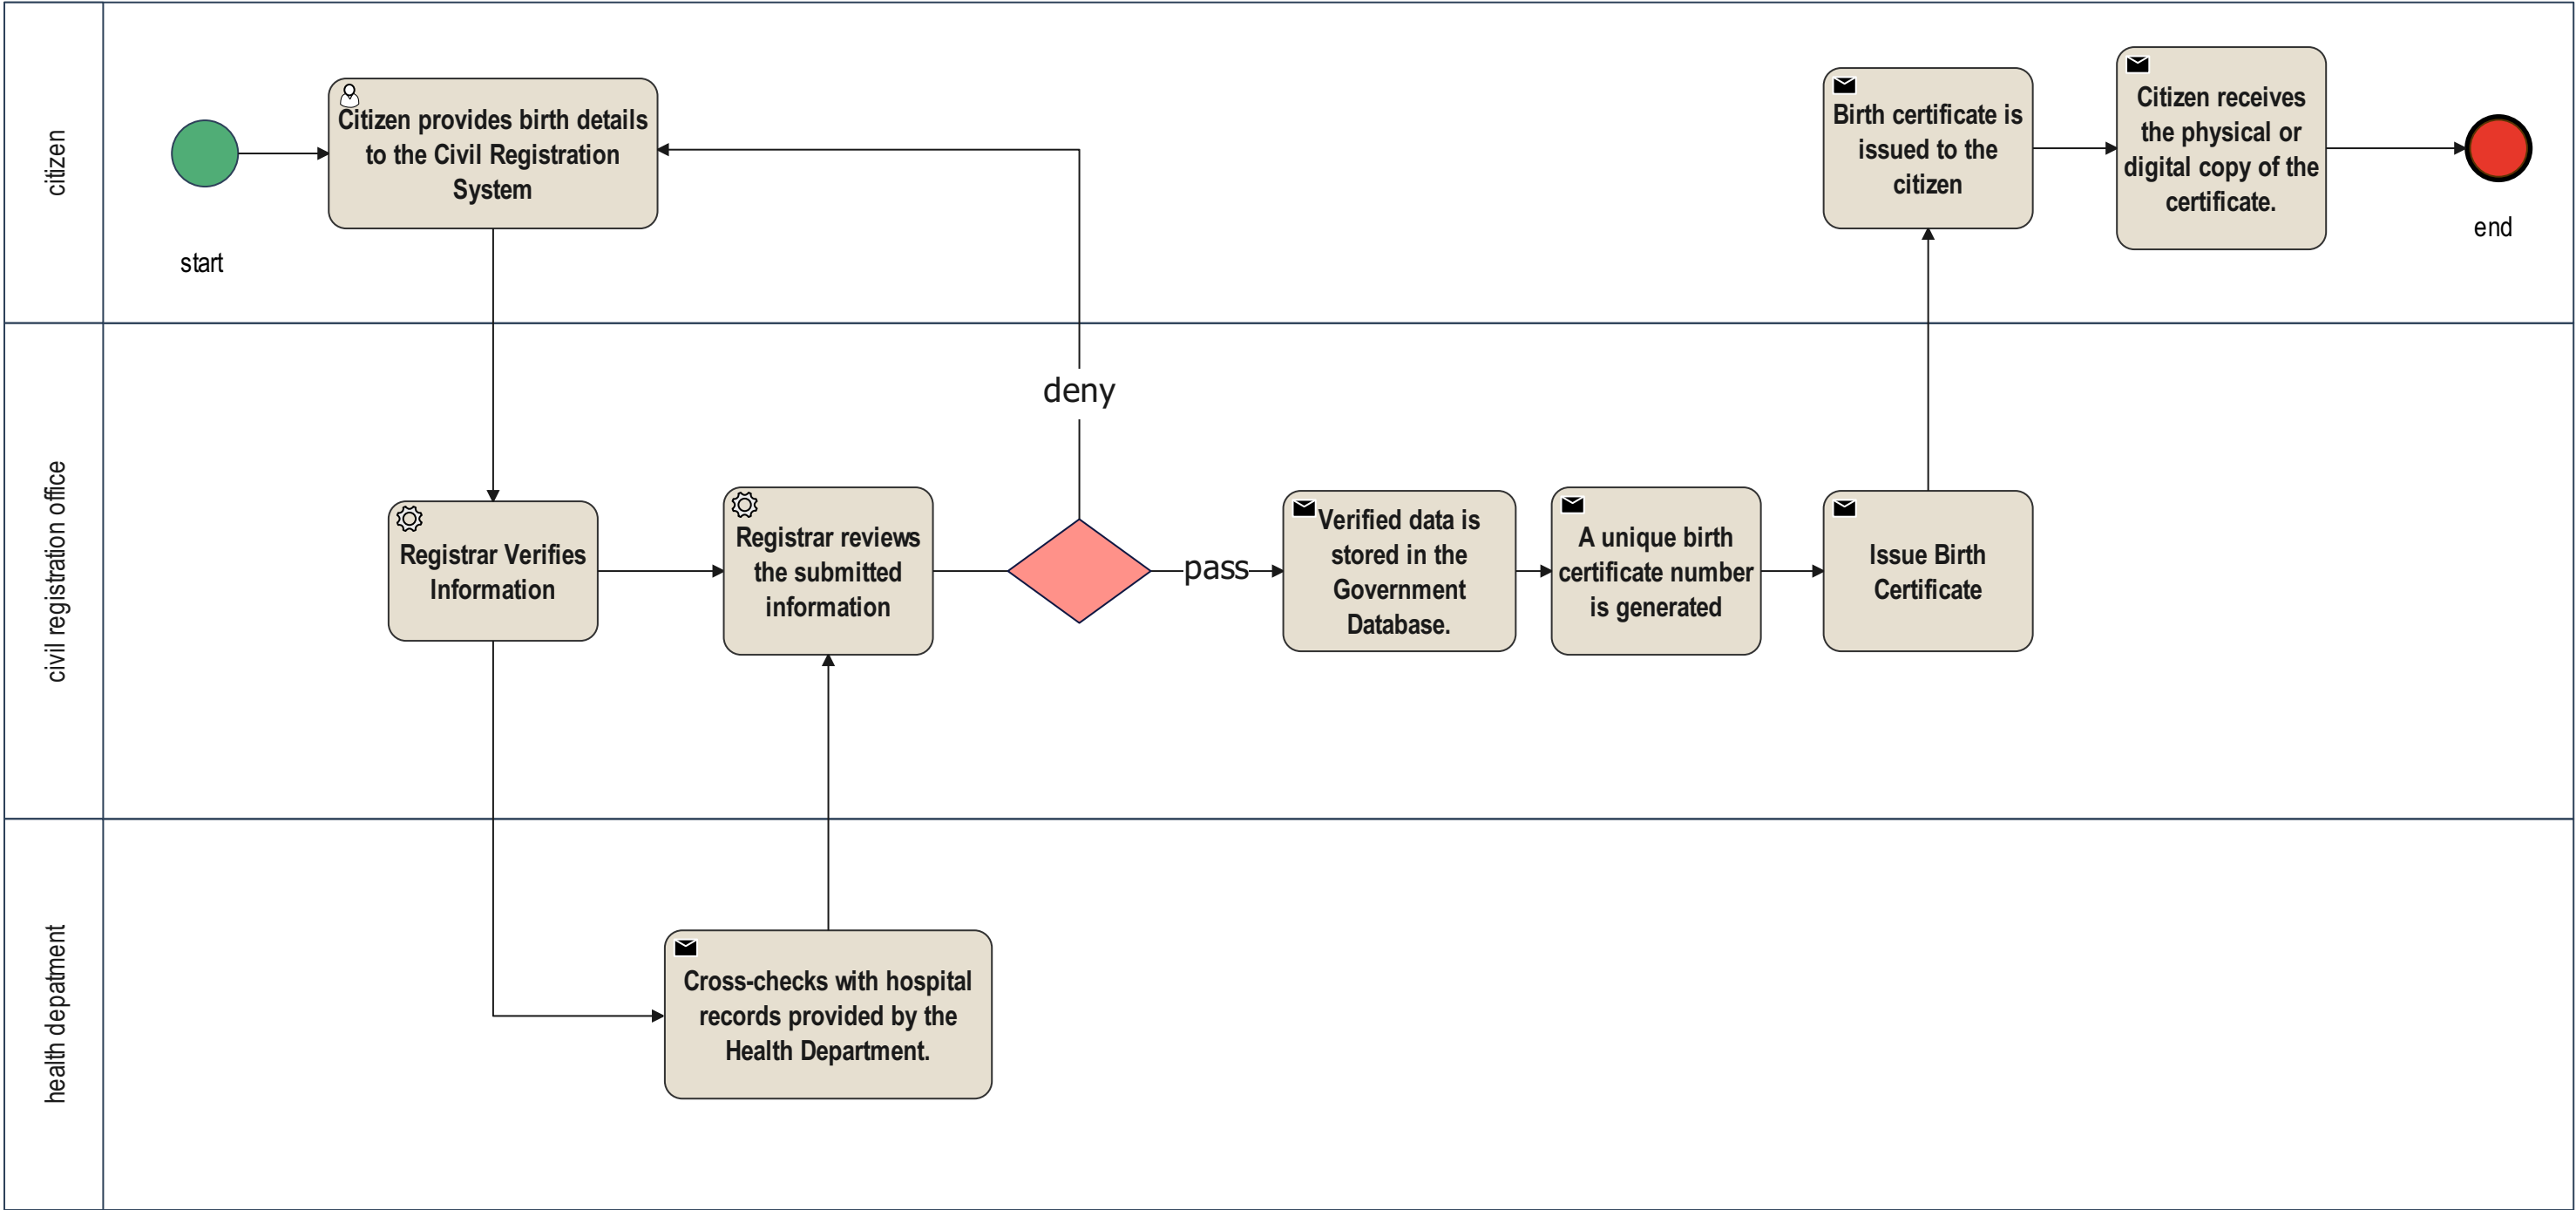 citizen
start
Citizen provides birth details
to the Civil Registration
System
Birth certificate is
issued to the
citizen
Citizen receives
the physical or
digital copy of the
certificate.
end
civil registration office
Registrar Verifies
Information
Registrar reviews
the submitted
information
deny
pass
Verified data is
stored in the
Government
Database.
A unique birth
certificate number
is generated
Issue Birth
Certificate
health department
Cross-checks with hospital
records provided by the
Health Department.